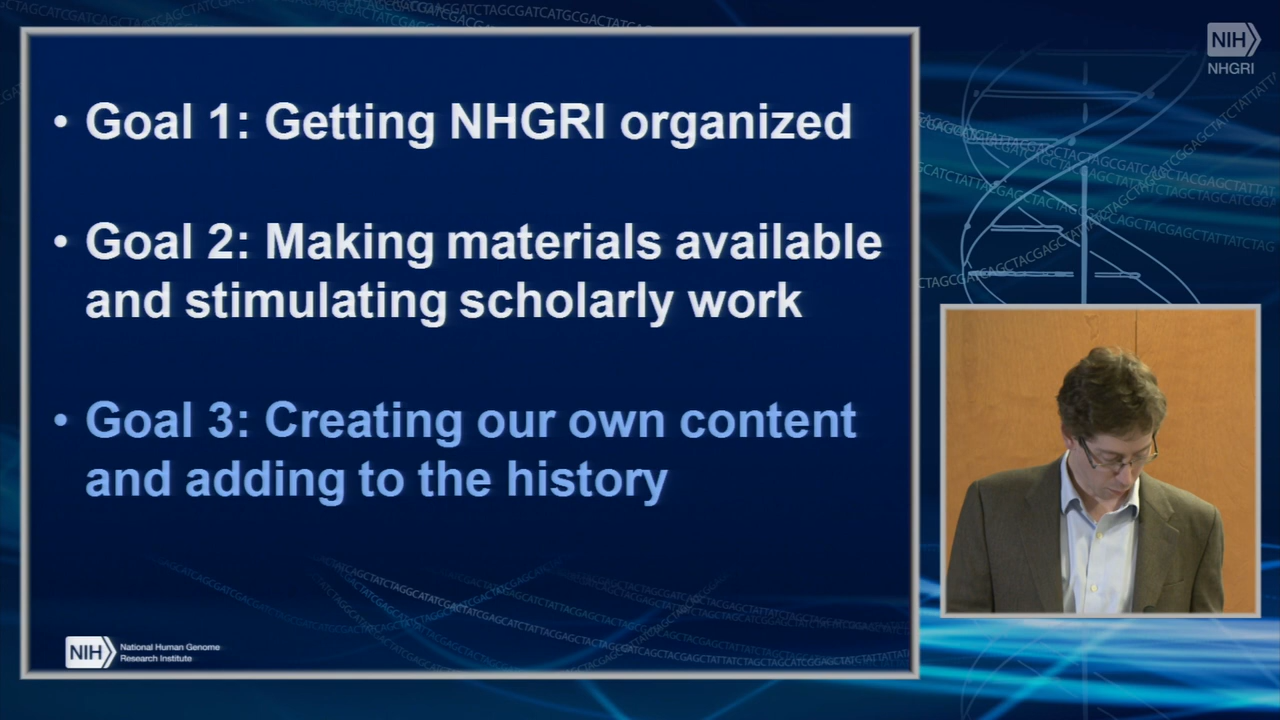 NIH
NHGRI
• Goal 1: Getting NHGRI organized
• Goal 2: Making materials available
and stimulating scholarly work
• Goal 3: Creating our own content
and adding to the history
NIH
National Human Genome
Research Institute